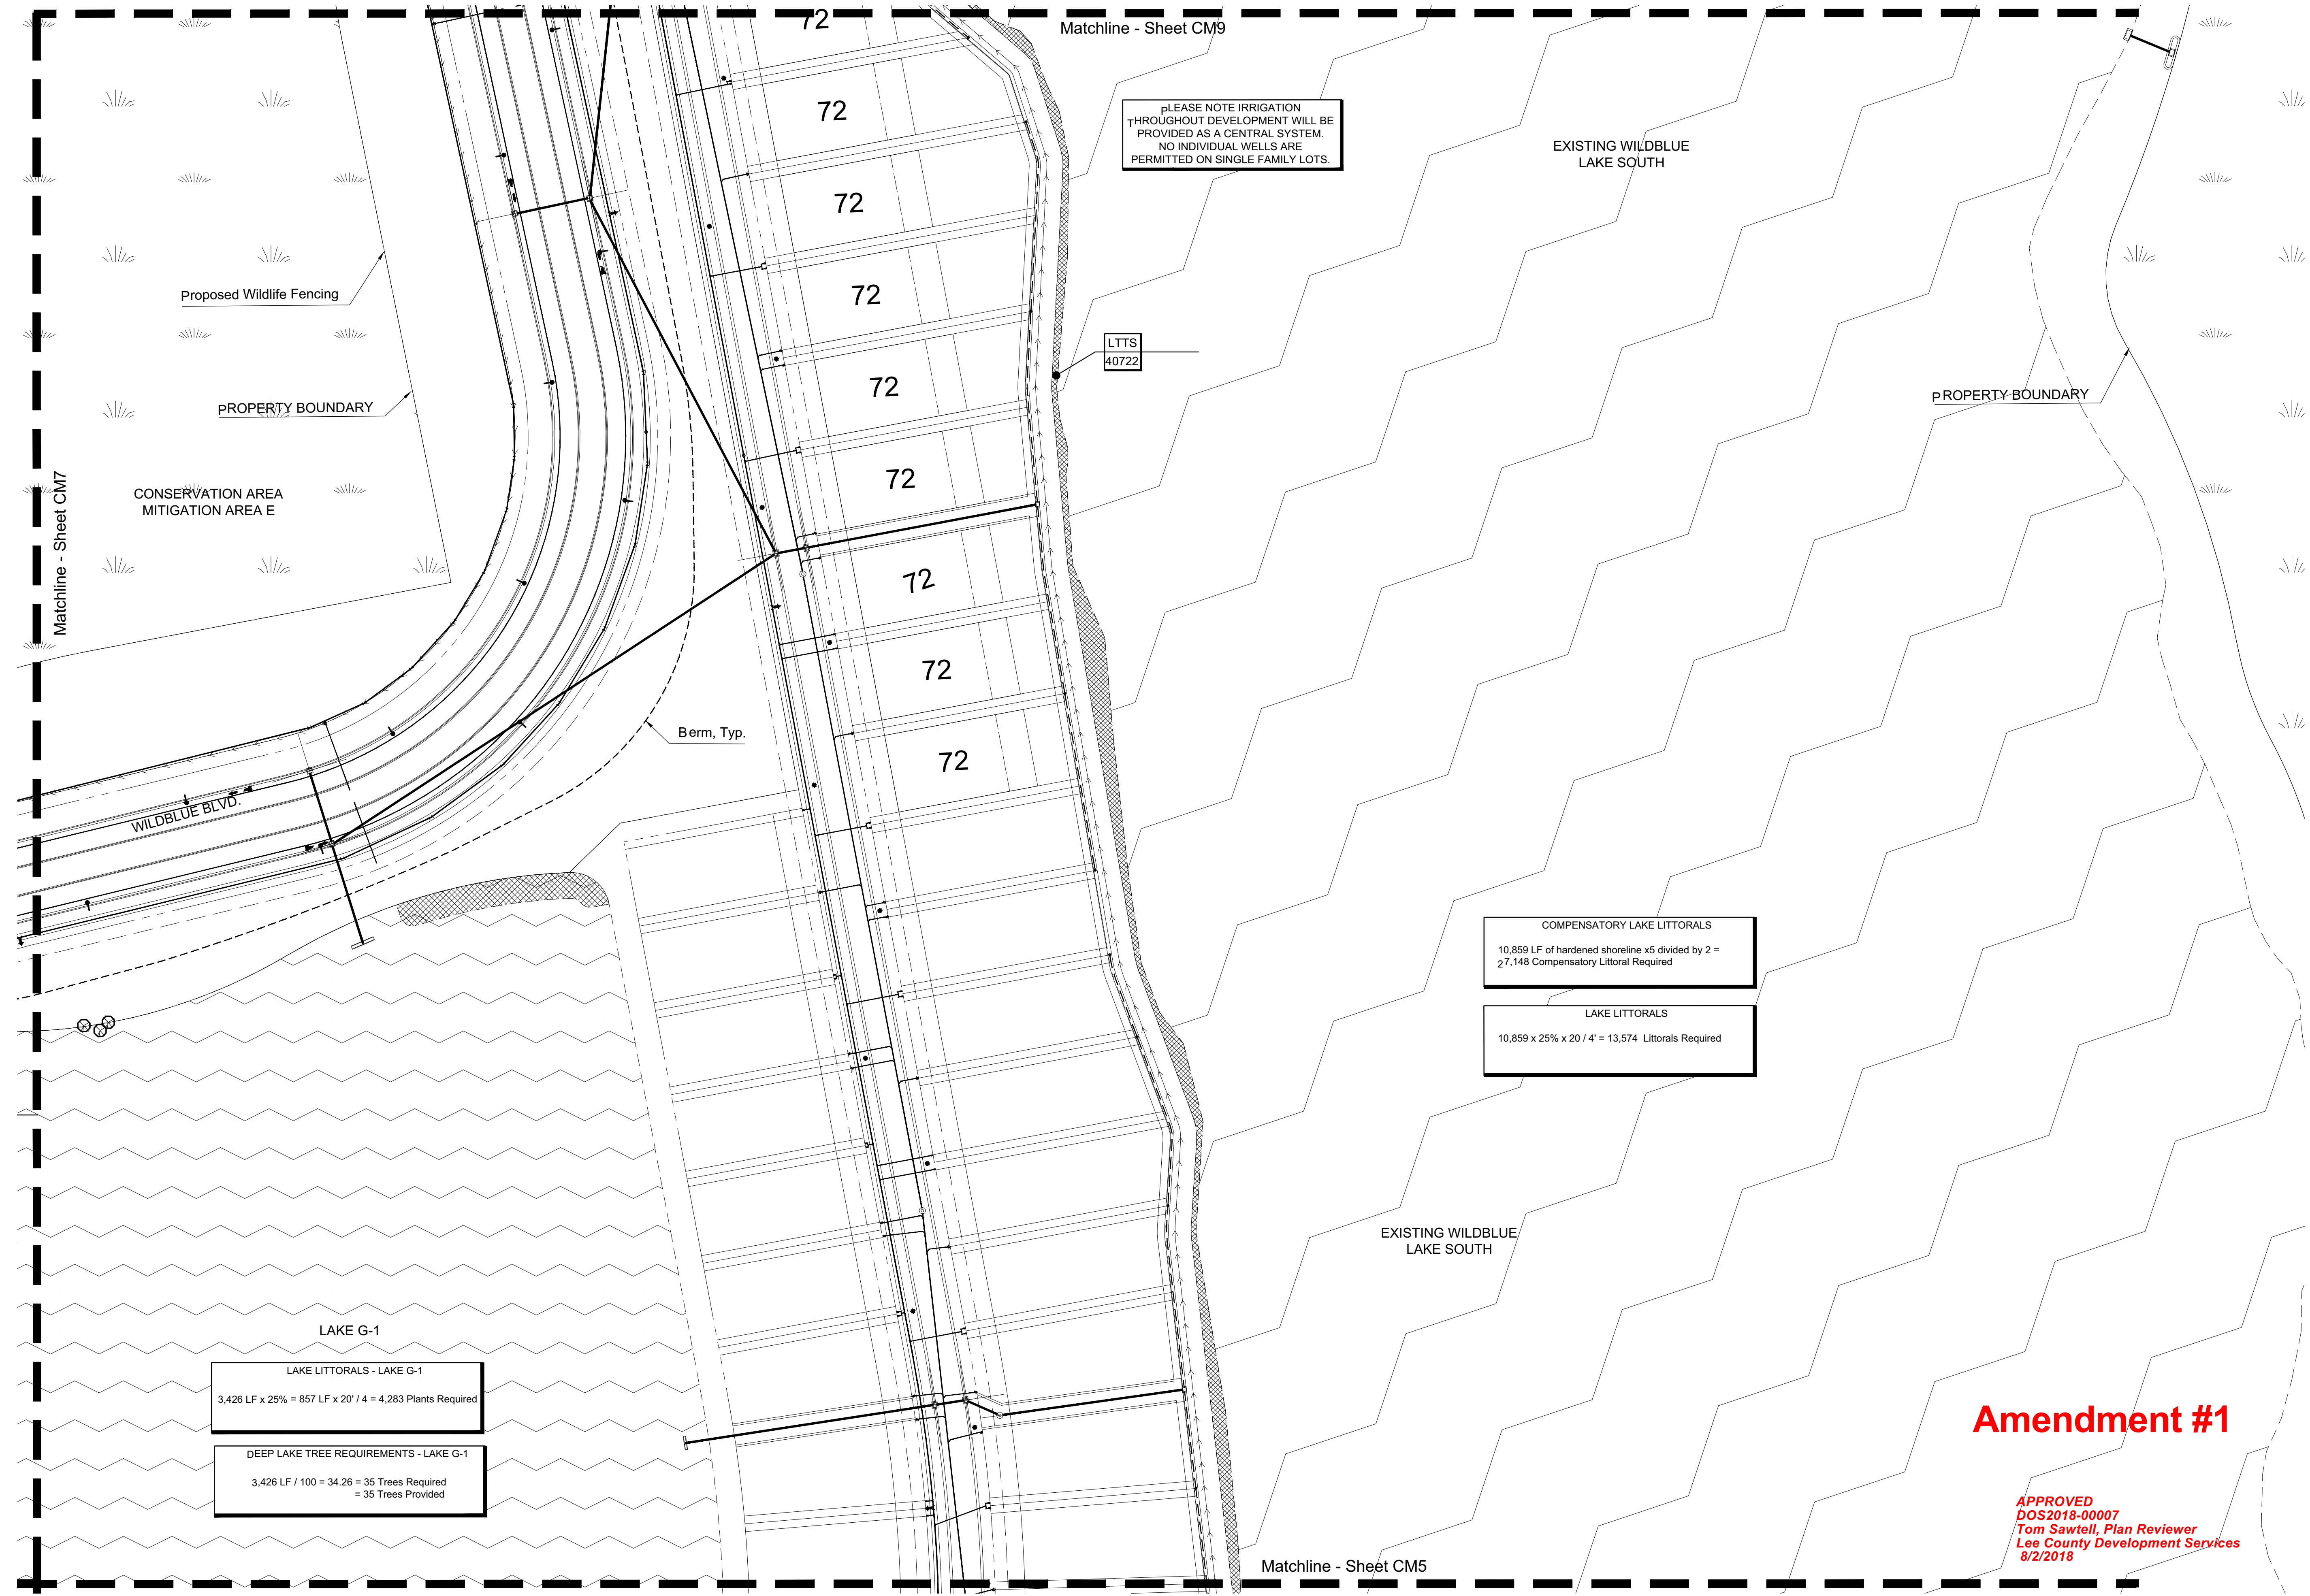 72
Matchline - Sheet CM9
72
PLEASE NOTE IRRIGATION
THROUGHOUT DEVELOPMENT WILL BE
PROVIDED AS A CENTRAL SYSTEM.
NO INDIVIDUAL WELLS ARE
PERMITTED ON SINGLE FAMILY LOTS.
EXISTING WILDBLUE
LAKE SOUTH
72
Proposed Wildlife Fencing
72
LTTS
40722
72
PROPERTY BOUNDARY
PROPERTY BOUNDARY
72
Matchline - Sheet CM7
CONSERVATION AREA
MITIGATION AREA E
72
72
Berm, Typ.
72
WILDBLUE BLVD.
COMPENSATORY LAKE LITTORALS
10,859 LF of hardened shoreline x5 divided by 2 =
27,148 Compensatory Littoral Required
LAKE LITTORALS
10,859 x 25% x 20 / 4' = 13,574 Littorals Required
EXISTING WILDBLUE
LAKE SOUTH
LAKE G-1
LAKE LITTORALS - LAKE G-1
3,426 LF x 25% = 857 LF x 20' / 4 = 4,283 Plants Required
DEEP LAKE TREE REQUIREMENTS - LAKE G-1
3,426 LF / 100 = 34.26 = 35 Trees Required
= 35 Trees Provided
Amendment #1
APPROVED
DOS2018-00007
Tom Sawtell, Plan Reviewer
Lee County Development Services
8/2/2018
Matchline - Sheet CM5